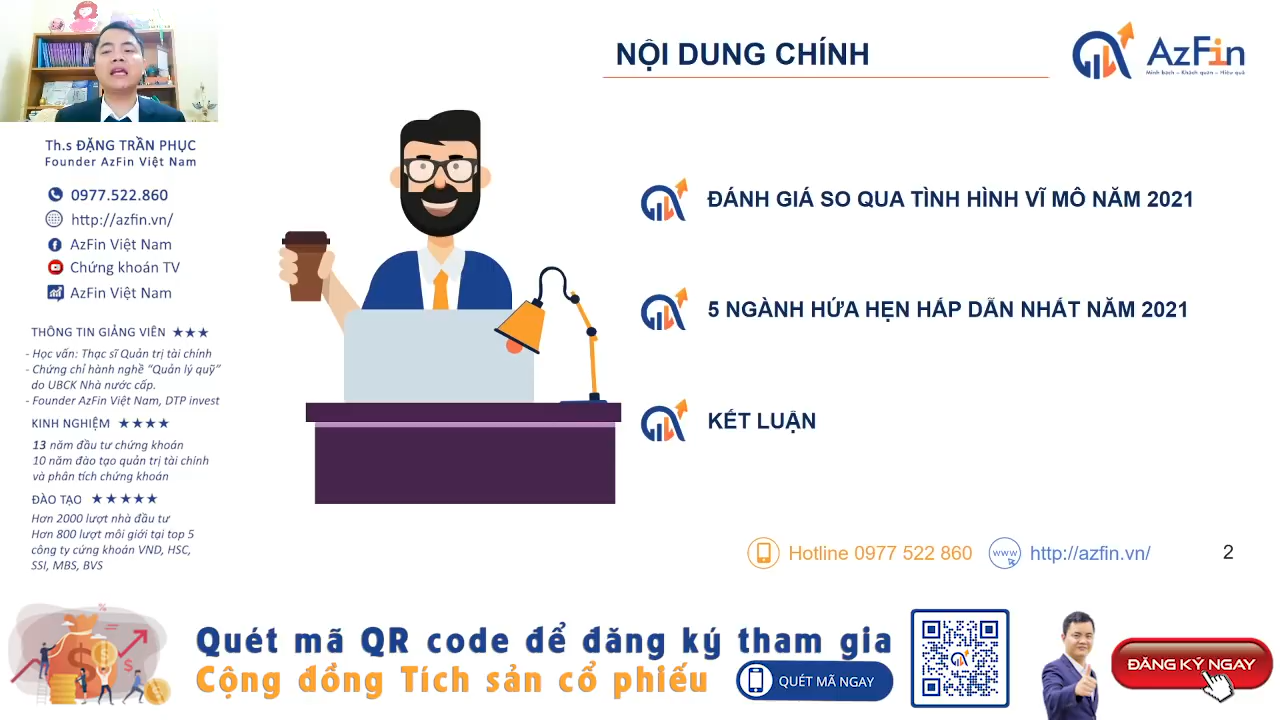 NỘI DUNG CHÍNH
AzFin
Minh bạch – Khách quan – Hiệu quả
Th.s ĐẶNG TRẦN PHỤC
Founder AzFin Việt Nam
0977.522.860
http://azfin.vn/
AzFin Việt Nam
Chứng khoán TV
AzFin Việt Nam
THÔNG TIN GIẢNG VIÊN ★★★
- Học vấn: Thạc sĩ Quản trị tài chính
- Chứng chỉ hành nghề "Quản lý quỹ"
do UBCK Nhà nước cấp.
- Founder AzFin Việt Nam, DTP invest
KINH NGHIỆM ★★★★
13 năm đầu tư chứng khoán
10 năm đào tạo quản trị tài chính
và phân tích chứng khoán
ĐÀO TẠO ★★★★★
Hơn 2000 lượt nhà đầu tư
Hơn 800 lượt môi giới tại top 5
công ty cứng khoán VND, HSC,
SSI, MBS, BVS
ĐÁNH GIÁ SO QUA TÌNH HÌNH VĨ MÔ NĂM 2021
5 NGÀNH HỨA HẸN HẤP DẪN NHẤT NĂM 2021
KẾT LUẬN
Hotline 0977 522 860
www
http://azfin.vn/
2
Quét mã QR code để đăng ký tham gia
Cộng đồng Tích sản cổ phiếu
QUÉT MÃ NGAY
ĐĂNG KÝ NGAY